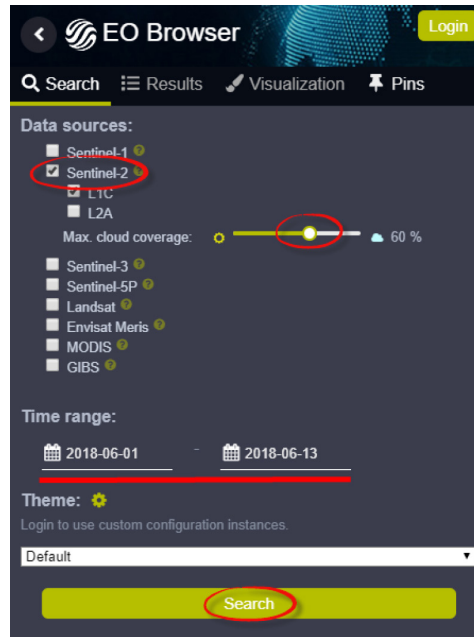 EO Browser
Login
Search Results Visualization Pins
Data sources:
Sentinel-1
Sentinel-2
L1C
L2A
Max. cloud coverage: 60 %
Sentinel-3
Sentinel-5P
Landsat
Envisat Meris
MODIS
GIBS
Time range:
2018-06-01 - 2018-06-13
Theme:
Login to use custom configuration instances.
Default
Search